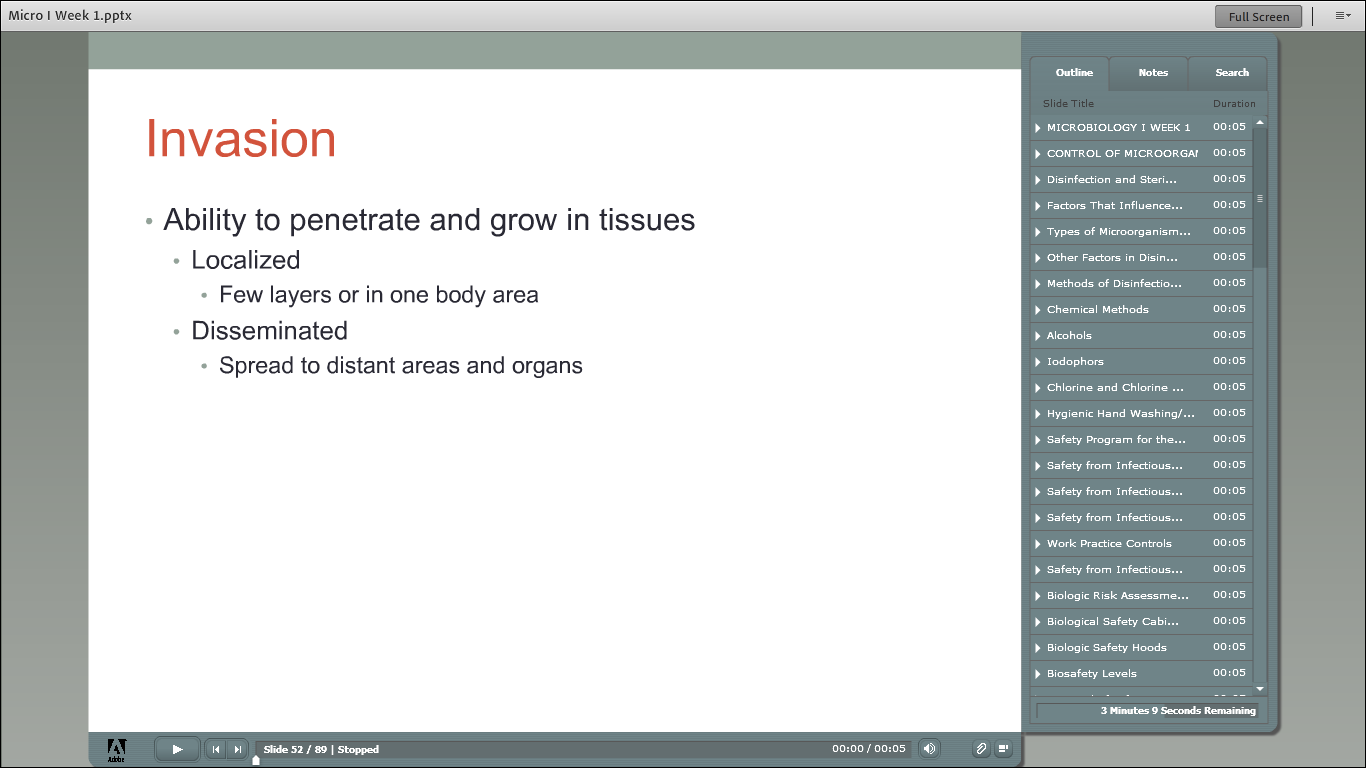 Micro I Week 1.pptx
Full Screen
Invasion
• Ability to penetrate and grow in tissues
• Localized
• Few layers or in one body area
• Disseminated
• Spread to distant areas and organs
Outline Notes Search
Slide Title Duration
MICROBIOLOGY I WEEK 1 00:05
CONTROL OF MICROORGAN 00:05
Disinfection and Steri... 00:05
Factors That Influence... 00:05
Types of Microorganism... 00:05
Other Factors in Disin... 00:05
Methods of Disinfectio... 00:05
Chemical Methods 00:05
Alcohols 00:05
Iodophors 00:05
Chlorine and Chlorine ... 00:05
Hygienic Hand Washing/... 00:05
Safety Program for the... 00:05
Safety from Infectious... 00:05
Safety from Infectious... 00:05
Safety from Infectious... 00:05
Work Practice Controls 00:05
Safety from Infectious... 00:05
Biologic Risk Assessme... 00:05
Biological Safety Cabi... 00:05
Biologic Safety Hoods 00:05
Biosafety Levels 00:05
3 Minutes 9 Seconds Remaining
Adobe
Slide 52 / 89 | Stopped
00:00 / 00:05